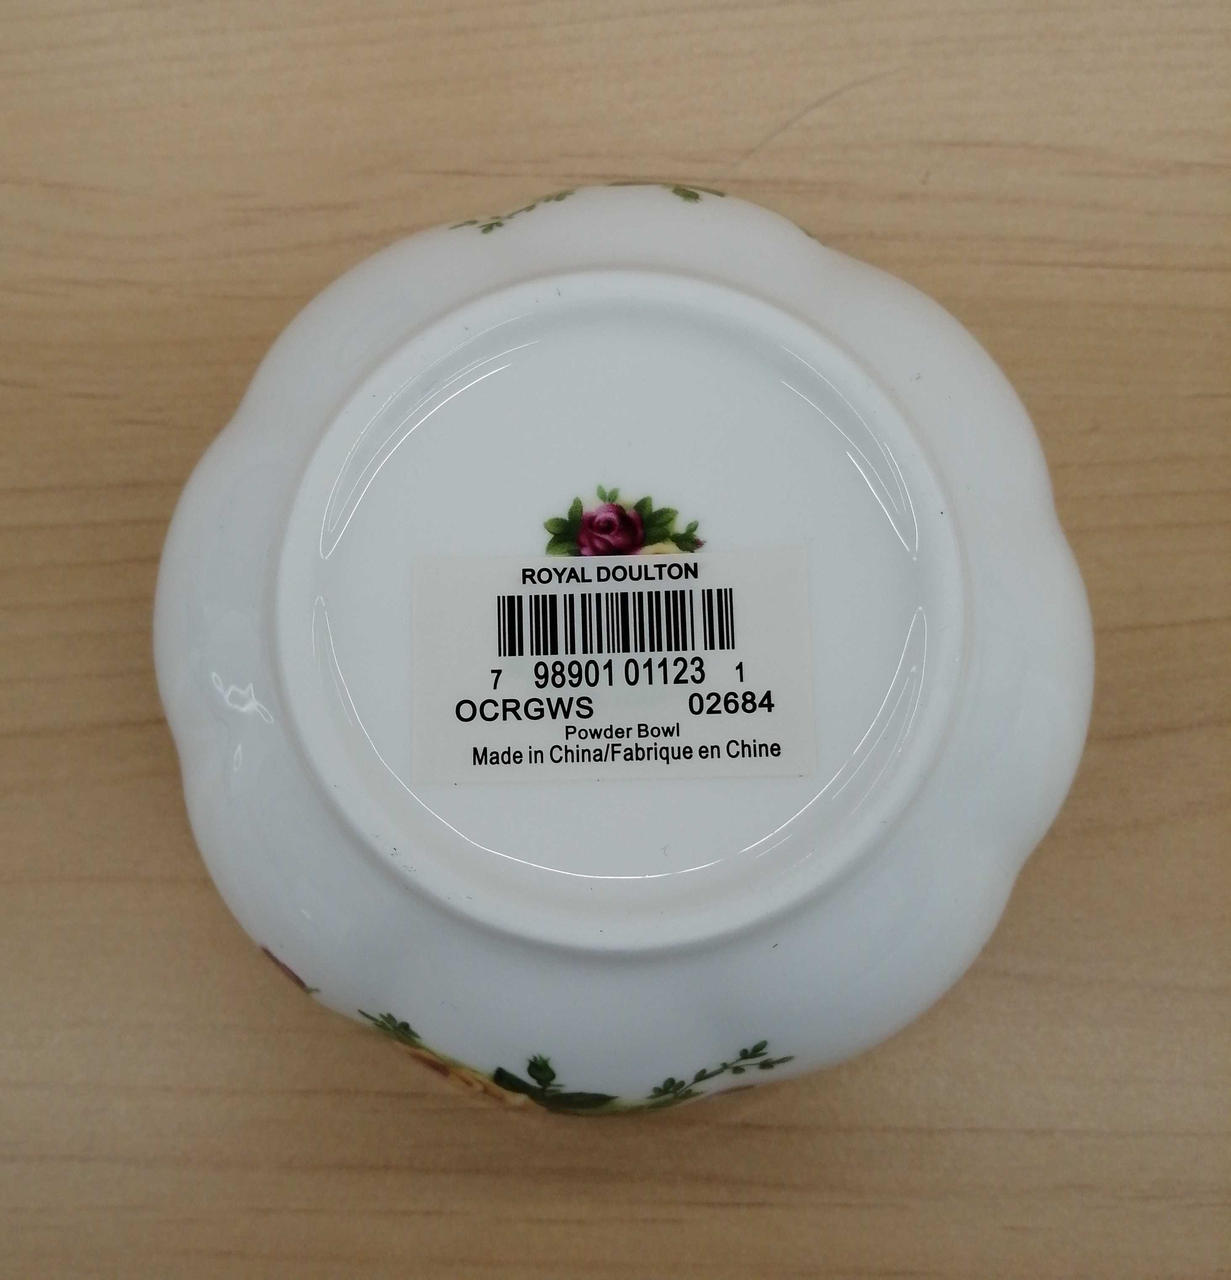 ROYAL DOULTON
7 98901 01123 1
OCRGWS 02684
Powder Bowl
Made in China/Fabrique en Chine